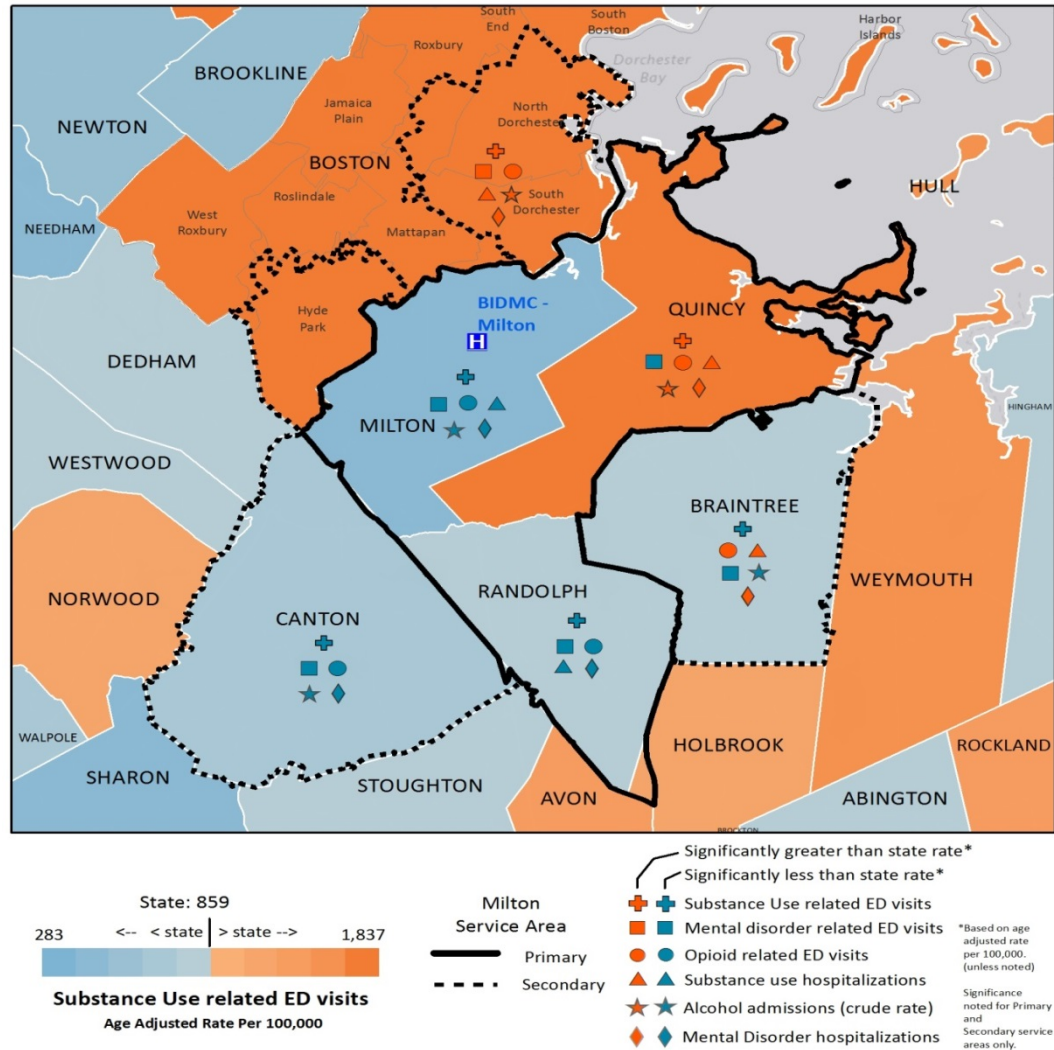 South
End
South
Boston
Harbor
Islands
Roxbury
Dorchester
Bay
BROOKLINE
NEWTON
Jamaica
Plain
North
Dorchester
BOSTON
HULL
Roslindale
South
Dorchester
West
Roxbury
Mattapan
NEEDHAM
BIDMC -
Milton
H
Hyde
Park
QUINCY
DEDHAM
HINGHAM
MILTON
WESTWOOD
BRAINTREE
WEYMOUTH
RANDOLPH
NORWOOD
CANTON
WALPOLE
HOLBROOK
ROCKLAND
SHARON
STOUGHTON
AVON
ABINGTON
BROCKTON
State: 859
283 <-- < state > state --> 1,837
Substance Use related ED visits
Age Adjusted Rate Per 100,000
Milton
Service Area
Primary
Secondary
Significantly greater than state rate*
Significantly less than state rate*
Substance Use related ED visits
Mental disorder related ED visits
Opioid related ED visits
Substance use hospitalizations
Alcohol admissions (crude rate)
Mental Disorder hospitalizations
*Based on age
adjusted rate
per 100,000.
(unless noted)
Significance
noted for Primary
and
Secondary service
areas only.